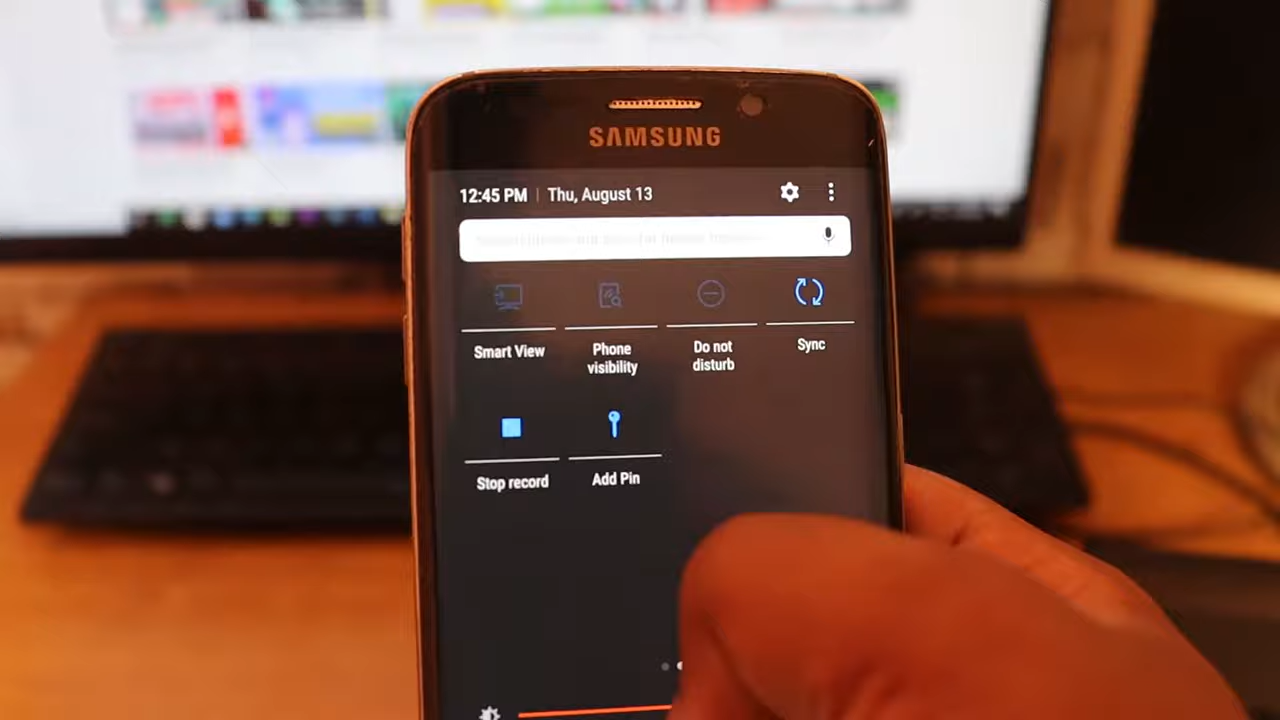 SAMSUNG
12:45 PM | Thu, August 13
Smart View
Phone
visibility
Do not
disturb
Sync
Stop record
Add Pin